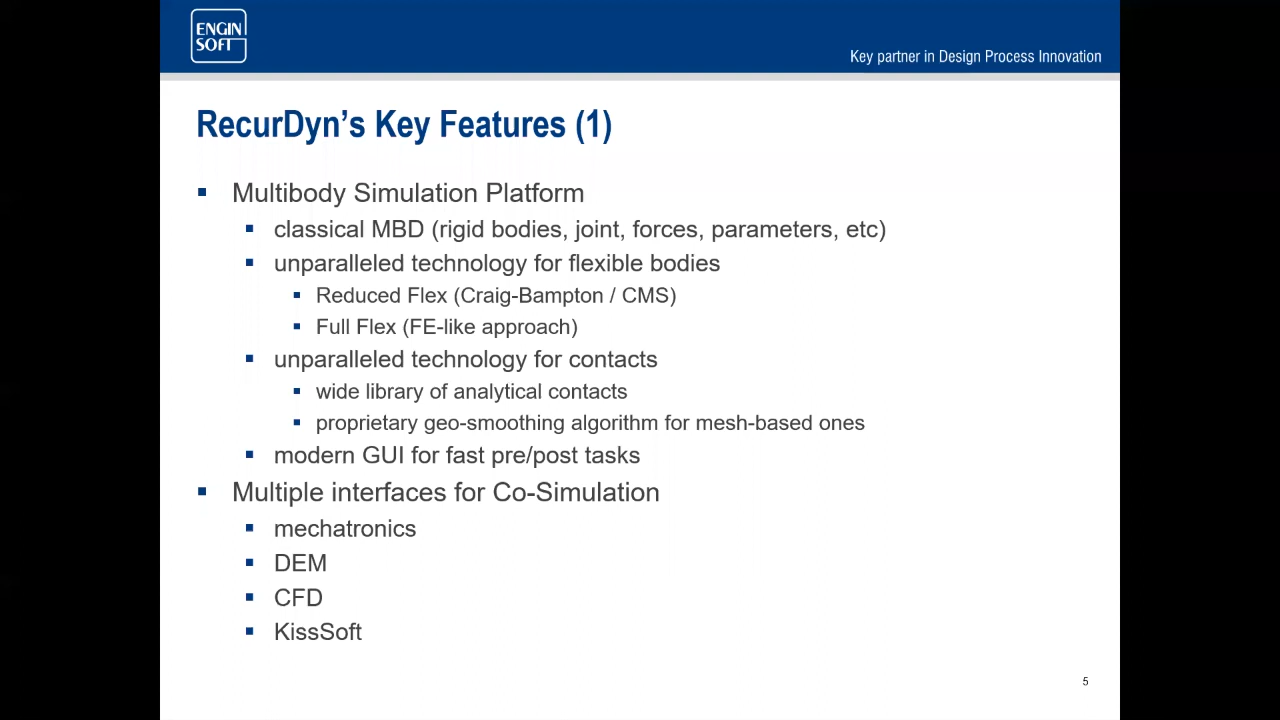 ENGIN
SOFT
Key partner in Design Process Innovation
RecurDyn’s Key Features (1)
Multibody Simulation Platform
classical MBD (rigid bodies, joint, forces, parameters, etc)
unparalleled technology for flexible bodies
Reduced Flex (Craig-Bampton / CMS)
Full Flex (FE-like approach)
unparalleled technology for contacts
wide library of analytical contacts
proprietary geo-smoothing algorithm for mesh-based ones
modern GUI for fast pre/post tasks
Multiple interfaces for Co-Simulation
mechatronics
DEM
CFD
KissSoft
5